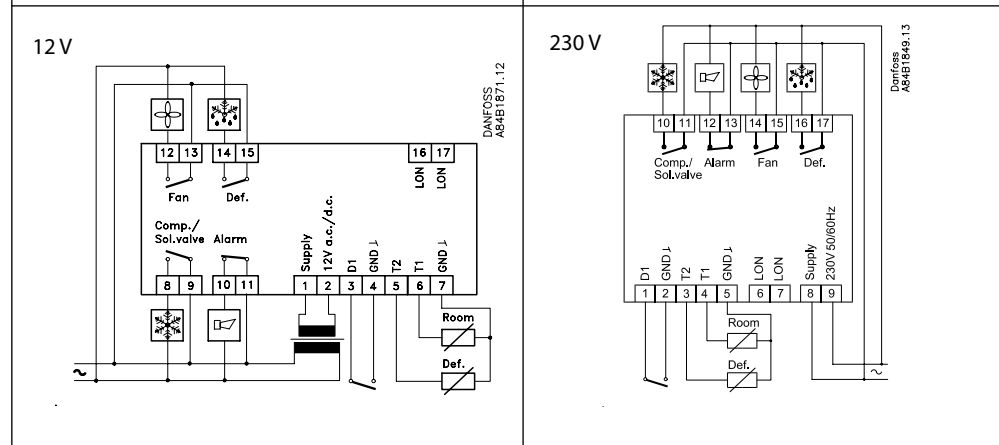 12 V
DANFOSS
A84B1871.12
12 13 14 15 16 17
Fan Def. LON LON
Comp./
Sol.valve Alarm
Supply 12V a.c./d.c. D1 GND T2 T1 GND
8 9 10 11 1 2 3 4 5 6 7
Room
Def.
~
230 V
Danfoss
A84B1849.13
10 11 12 13 14 15 16 17
Comp./ Alarm Fan Def.
Sol.valve
D1 GND T2 T1 GND LON LON Supply 230V 50/60Hz
1 2 3 4 5 6 7 8 9
Room
Def.
~